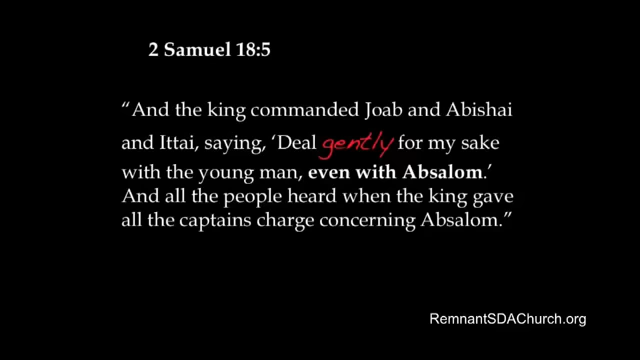 2 Samuel 18:5
“And the king commanded Joab and Abishai
and Ittai, saying, ‘Deal gently for my sake
with the young man, even with Absalom.’
And all the people heard when the king gave
all the captains charge concerning Absalom.”
RemnantSDAChurch.org